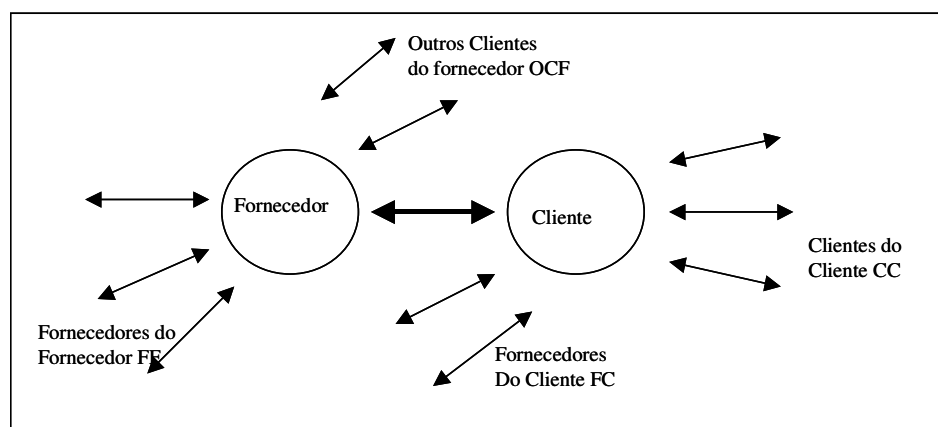 Outros Clientes
do fornecedor OCF
Fornecedor
Cliente
Clientes do
Cliente CC
Fornecedores do
Fornecedor FF
Fornecedores
Do Cliente FC